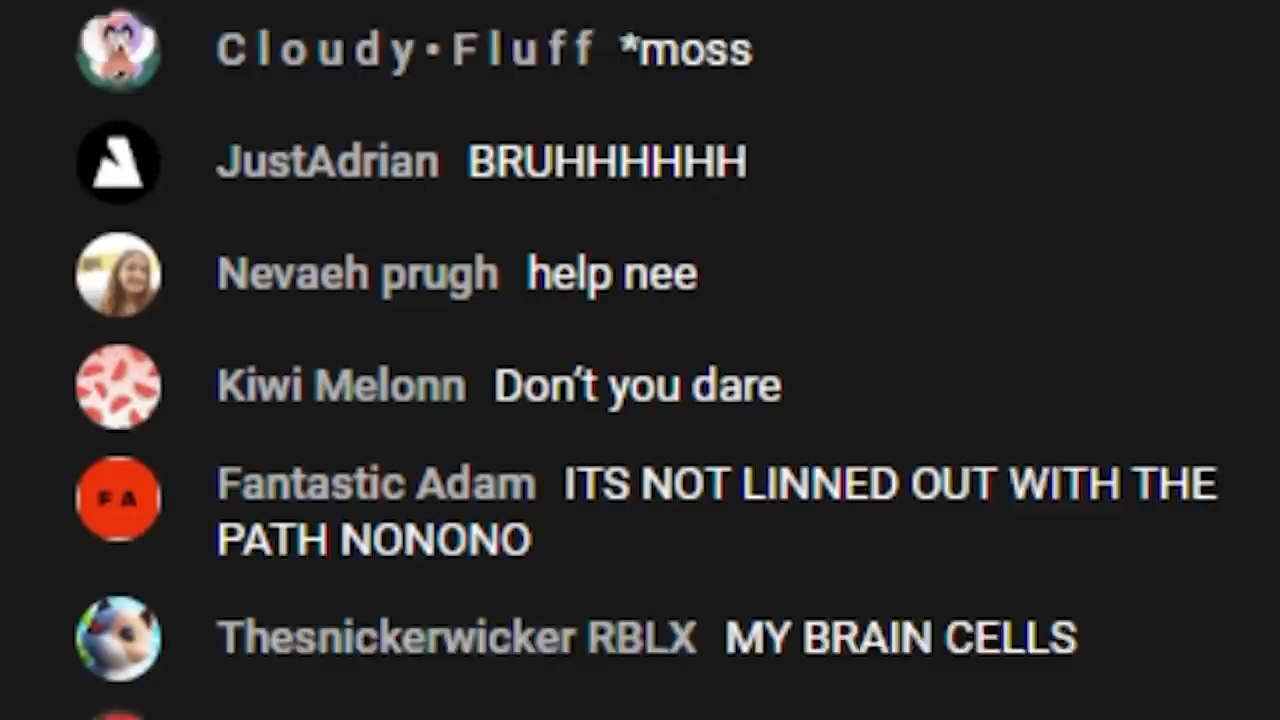 C l o u d y • F l u f f *moss
JustAdrian BRUHHHHHH
Nevaeh prugh help nee
Kiwi Melonn Don't you dare
F A
Fantastic Adam ITS NOT LINNED OUT WITH THE
PATH NONONO
Thesnickerwicker RBLX MY BRAIN CELLS